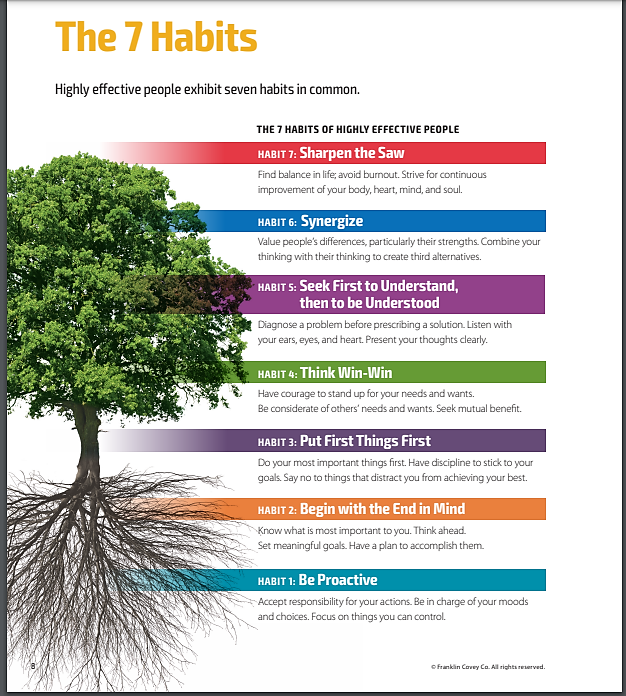 The 7 Habits
Highly effective people exhibit seven habits in common.
THE 7 HABITS OF HIGHLY EFFECTIVE PEOPLE
HABIT 7: Sharpen the Saw
Find balance in life; avoid burnout. Strive for continuous
improvement of your body, heart, mind, and soul.
HABIT 6: Synergize
Value people's differences, particularly their strengths. Combine your
thinking with their thinking to create third alternatives.
HABIT 5: Seek First to Understand,
then to be Understood
Diagnose a problem before prescribing a solution. Listen with
your ears, eyes, and heart. Present your thoughts clearly.
HABIT 4: Think Win-Win
Have courage to stand up for your needs and wants.
Be considerate of others' needs and wants. Seek mutual benefit.
HABIT 3: Put First Things First
Do your most important things first. Have discipline to stick to your
goals. Say no to things that distract you from achieving your best.
HABIT 2: Begin with the End in Mind
Know what is most important to you. Think ahead.
Set meaningful goals. Have a plan to accomplish them.
HABIT 1: Be Proactive
Accept responsibility for your actions. Be in charge of your moods
and choices. Focus on things you can control.
8
© Franklin Covey Co. All rights reserved.